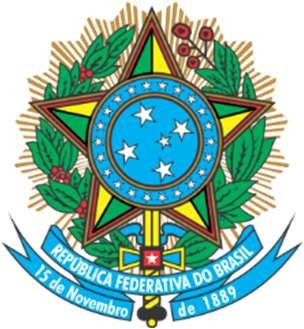 REPÚBLICA FEDERATIVA DO BRASIL
15 de Novembro de 1889